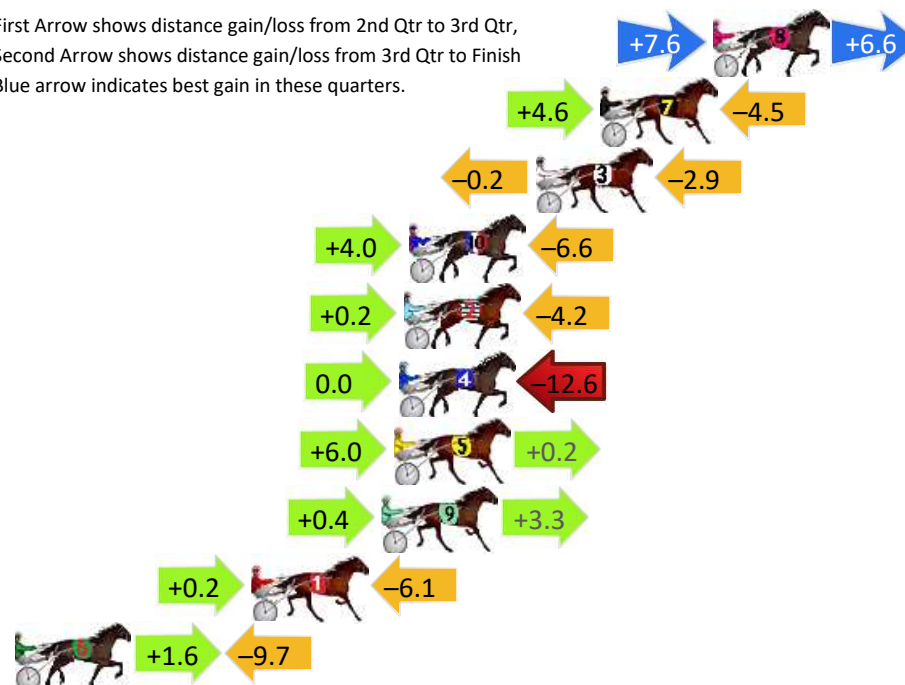 First Arrow shows distance gain/loss from 2nd Qtr to 3rd Qtr,
Second Arrow shows distance gain/loss from 3rd Qtr to Finish
Blue arrow indicates best gain in these quarters.
+7.6 8 +6.6
+4.6 7 –4.5
–0.2 3 –2.9
+4.0 10 –6.6
+0.2 2 –4.2
0.0 4 –12.6
+6.0 5 +0.2
+0.4 9 +3.3
+0.2 1 –6.1
6 +1.6 –9.7